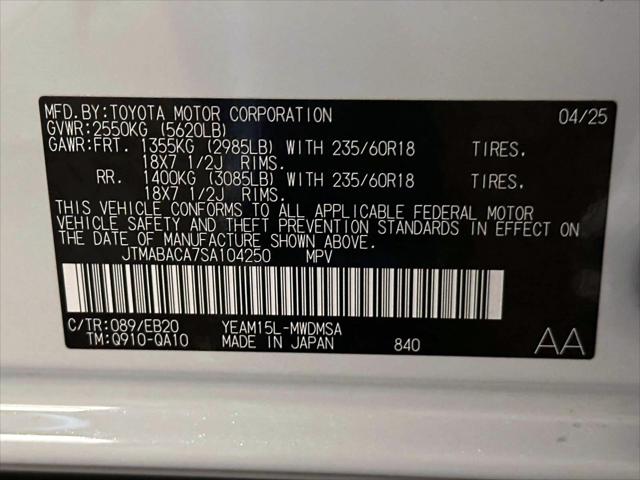 MFD.BY:TOYOTA MOTOR CORPORATION 04/25
GVWR:2550KG (5620LB)
GAWR:FRT. 1355KG (2985LB) WITH 235/60R18 TIRES.
18X7 1/2J RIMS.
RR. 1400KG (3085LB) WITH 235/60R18 TIRES.
18X7 1/2J RIMS.
THIS VEHICLE CONFORMS TO ALL APPLICABLE FEDERAL MOTOR
VEHICLE SAFETY AND THEFT PREVENTION STANDARDS IN EFFECT ON
THE DATE OF MANUFACTURE SHOWN ABOVE.
JTMABACA7SA104250 MPV
C/TR:089/EB20 YEAM15L-MWDMSA
TM:Q910-QA10 MADE IN JAPAN 840 AA